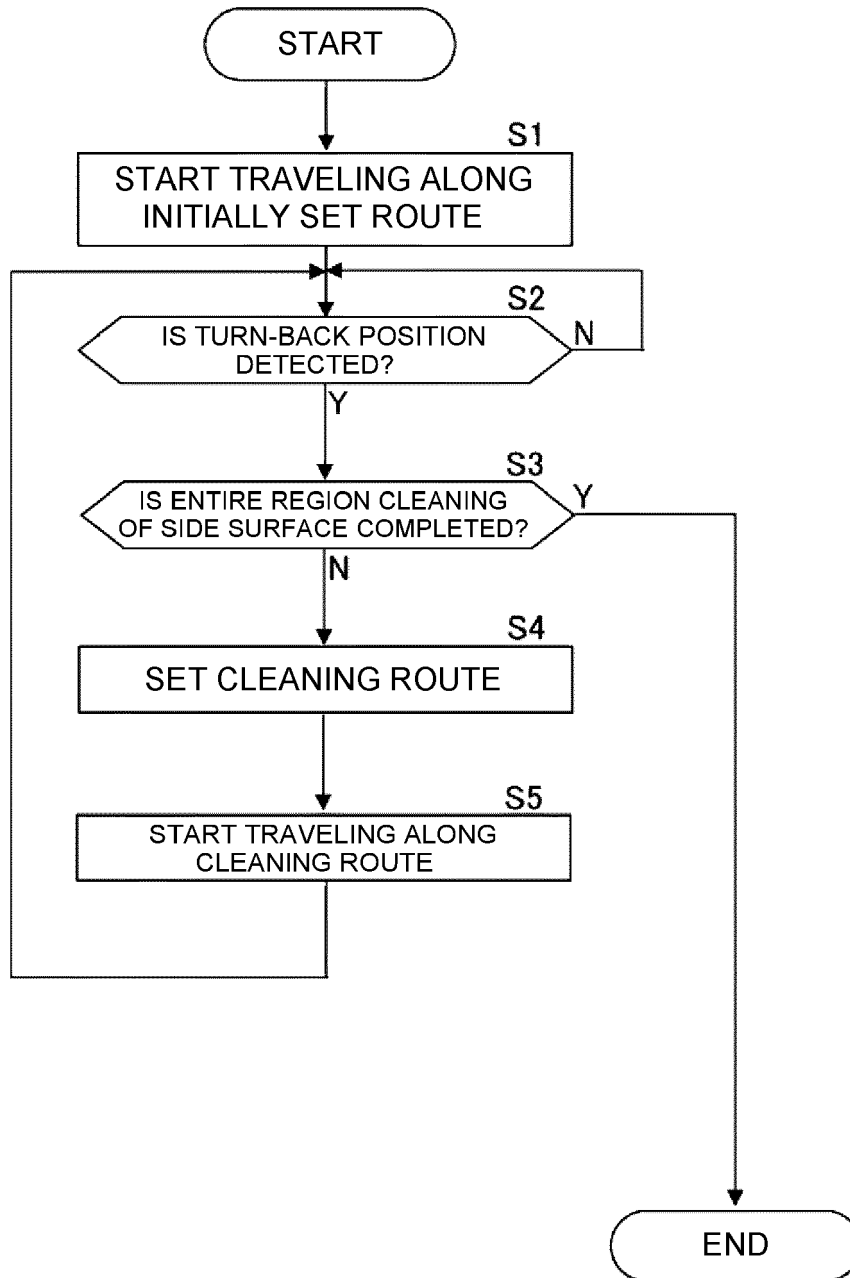 START
S1
START TRAVELING ALONG
INITIALLY SET ROUTE
S2
IS TURN-BACK POSITION
DETECTED?
N
Y
S3
IS ENTIRE REGION CLEANING
OF SIDE SURFACE COMPLETED?
Y
N
S4
SET CLEANING ROUTE
S5
START TRAVELING ALONG
CLEANING ROUTE
END